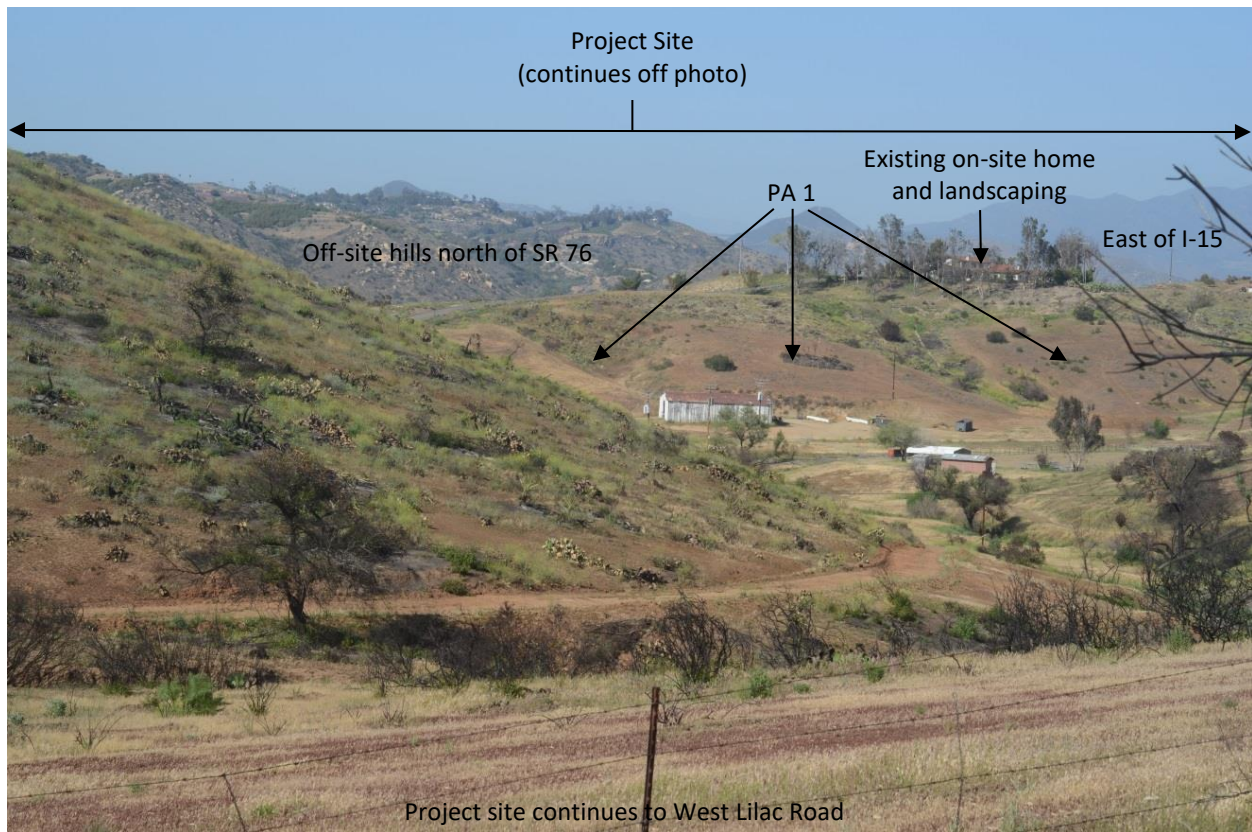 Project Site
(continues off photo)
Existing on-site home
and landscaping
PA 1
Off-site hills north of SR 76
East of I-15
Project site continues to West Lilac Road